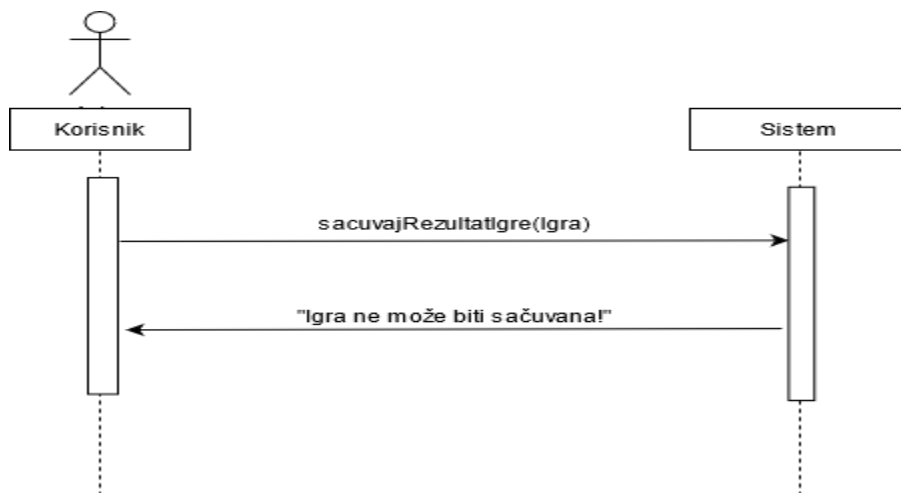 Korisnik
Sistem
sacuvajRezultatIgre(Igra)
"Igra ne može biti sačuvana!"